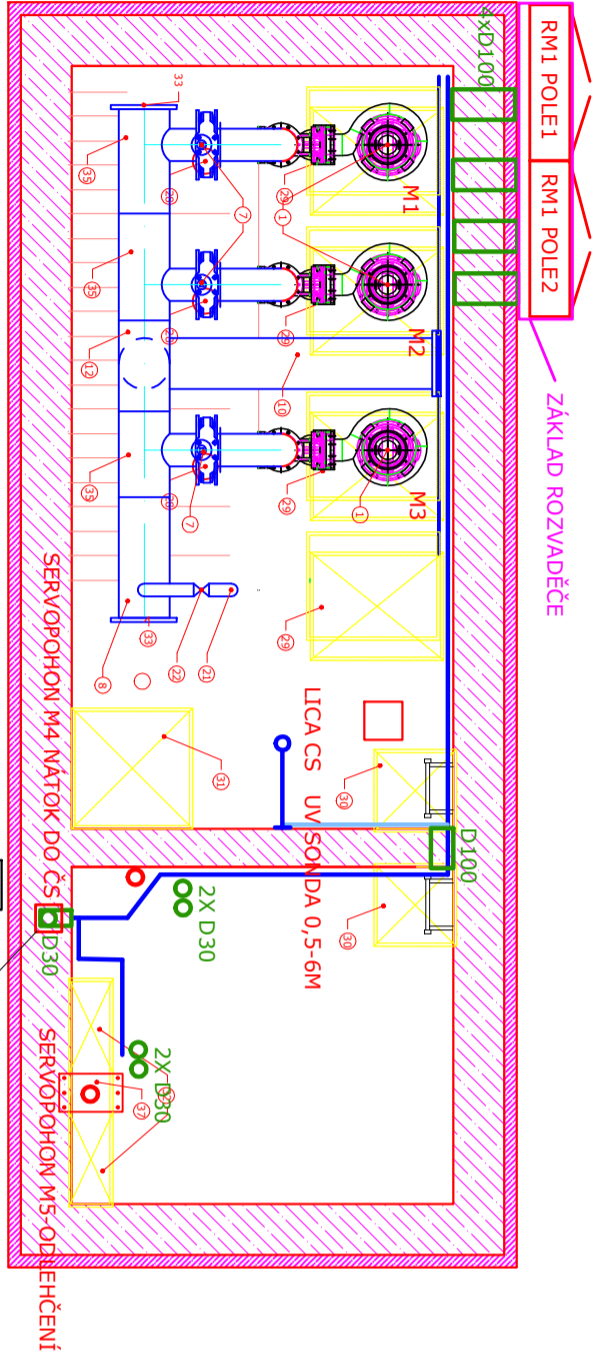 4xD100
RM1 POLE1
RM1 POLE2
ZÁKLAD ROZVADĚČE
33
35
28
7
29
1
M1
35
28
29
M2
12
10
35
28
7
29
1
M3
33
8
22
21
29
31
30
LICA CS
UV SONDA 0,5-6M
D100
30
SERVOPOHON M4 NÁTOK DO ČS
D30
2X D30
2X D30
37
SERVOPOHON M5-ODLEHČENÍ